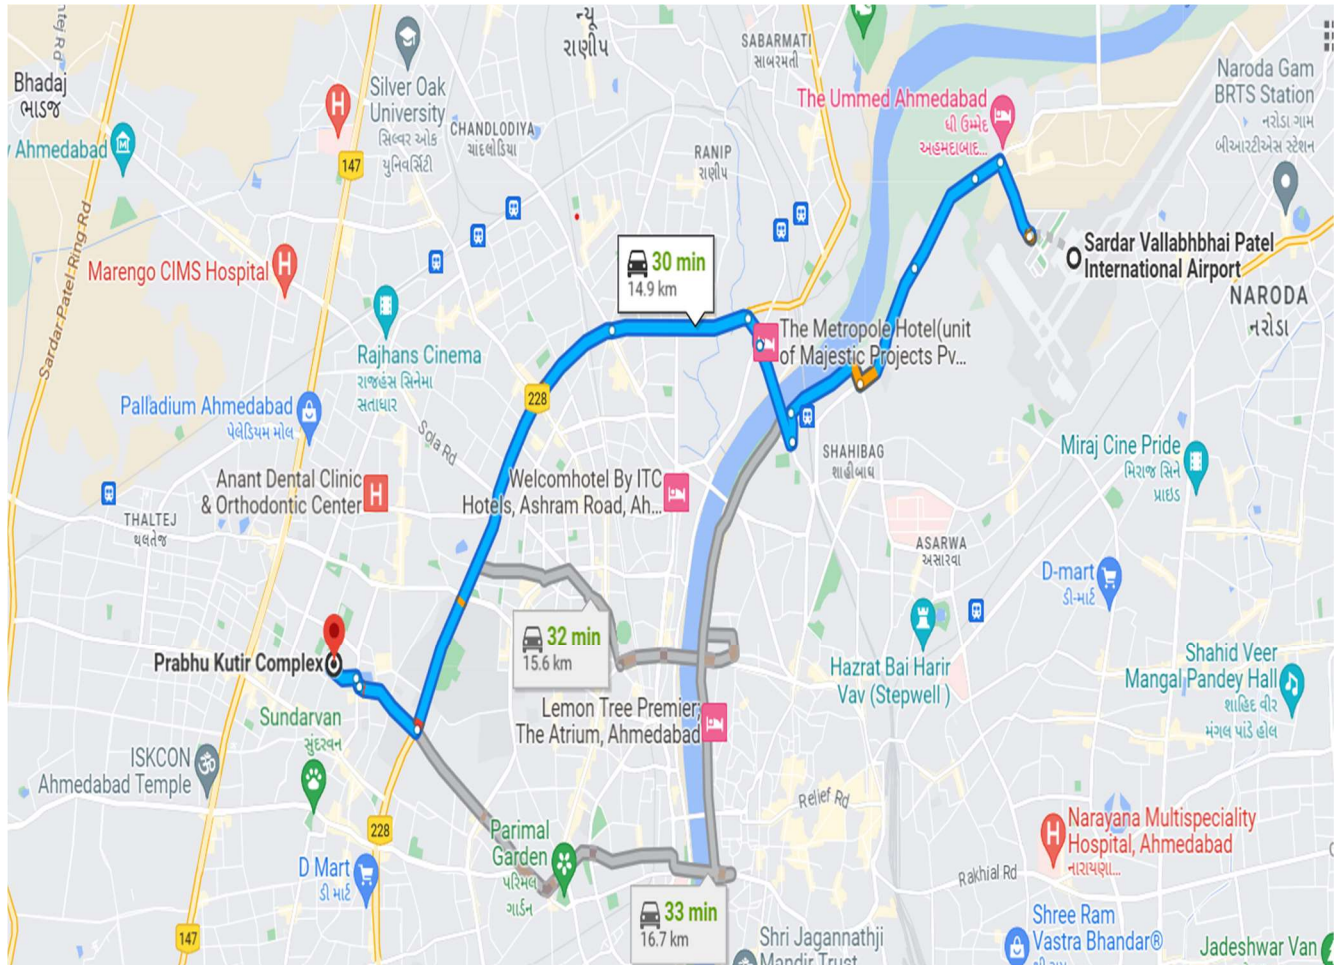 ntej Rd
ન્યૂ
રાણીપ
SABARMATI
સાબરમતી
Bhadaj
ભાડજ
Silver Oak
University
સિલ્વર ઓક
યુનિવર્સિટી
Naroda Gam
BRTS Station
નરોડા ગામ
બીઆરટીએસ સ્ટેશન
The Ummed Ahmedabad
ધી ઉમ્મેદ
અહમદાબાદ...
CHANDLODIYA
ચાંદલોડિયા
y Ahmedabad
RANIP
રાણીપ
147
Sardar Patel Ring Rd
Marengo CIMS Hospital
30 min
14.9 km
Sardar Vallabhbhai Patel
International Airport
NARODA
નરોડા
The Metropole Hotel(unit
of Majestic Projects Pv...
Rajhans Cinema
રાજહંસ સિનેમા
સતાધાર
228
Palladium Ahmedabad
પેલેડિયમ મોલ
Sola Rd
SHAHIBAG
શાહીબાઘ
Miraj Cine Pride
મિરાજ સિને
પ્રાઇડ
Anant Dental Clinic
& Orthodontic Center
Welcomhotel By ITC
Hotels, Ashram Road, Ah...
THALTEJ
થલતેજ
ASARWA
અસારવા
D-mart
ડી-માર્ટ
32 min
15.6 km
Prabhu Kutir Complex
Hazrat Bai Harir
Vav (Stepwell )
Shahid Veer
Mangal Pandey Hall
શાહિદ વીર
મંગલ પાંડે હોલ
Sundarvan
સુંદરવન
Lemon Tree Premier,
The Atrium, Ahmedabad
ISKCON
Ahmedabad Temple
Relief Rd
228
Parimal
Garden
પરિમલ
ગાર્ડન
Narayana Multispeciality
Hospital, Ahmedabad
નારાયણા...
D Mart
ડી માર્ટ
Rakhial Rd
33 min
16.7 km
147
Shri Jagannathji
Mandir Trust
Shree Ram
Vastra Bhandar®
Jadeshwar Van